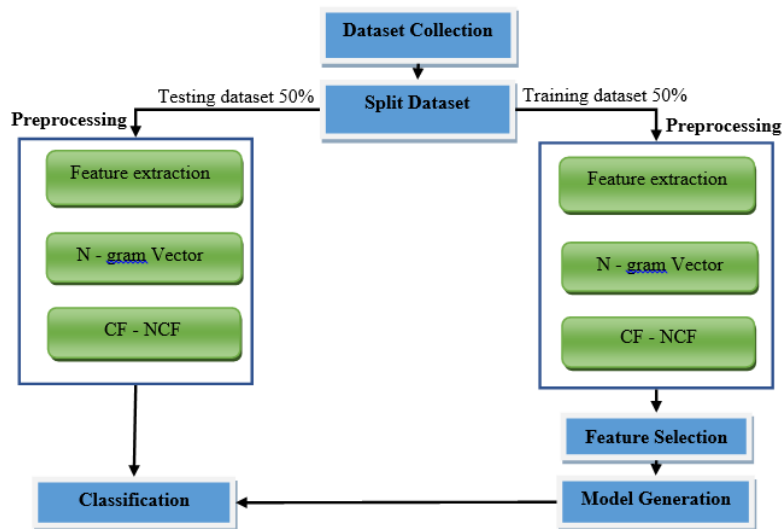 Dataset Collection
Testing dataset 50%
Split Dataset
Training dataset 50%
Preprocessing
Preprocessing
Feature extraction
N - gram Vector
CF - NCF
Feature extraction
N - gram Vector
CF - NCF
Feature Selection
Classification
Model Generation